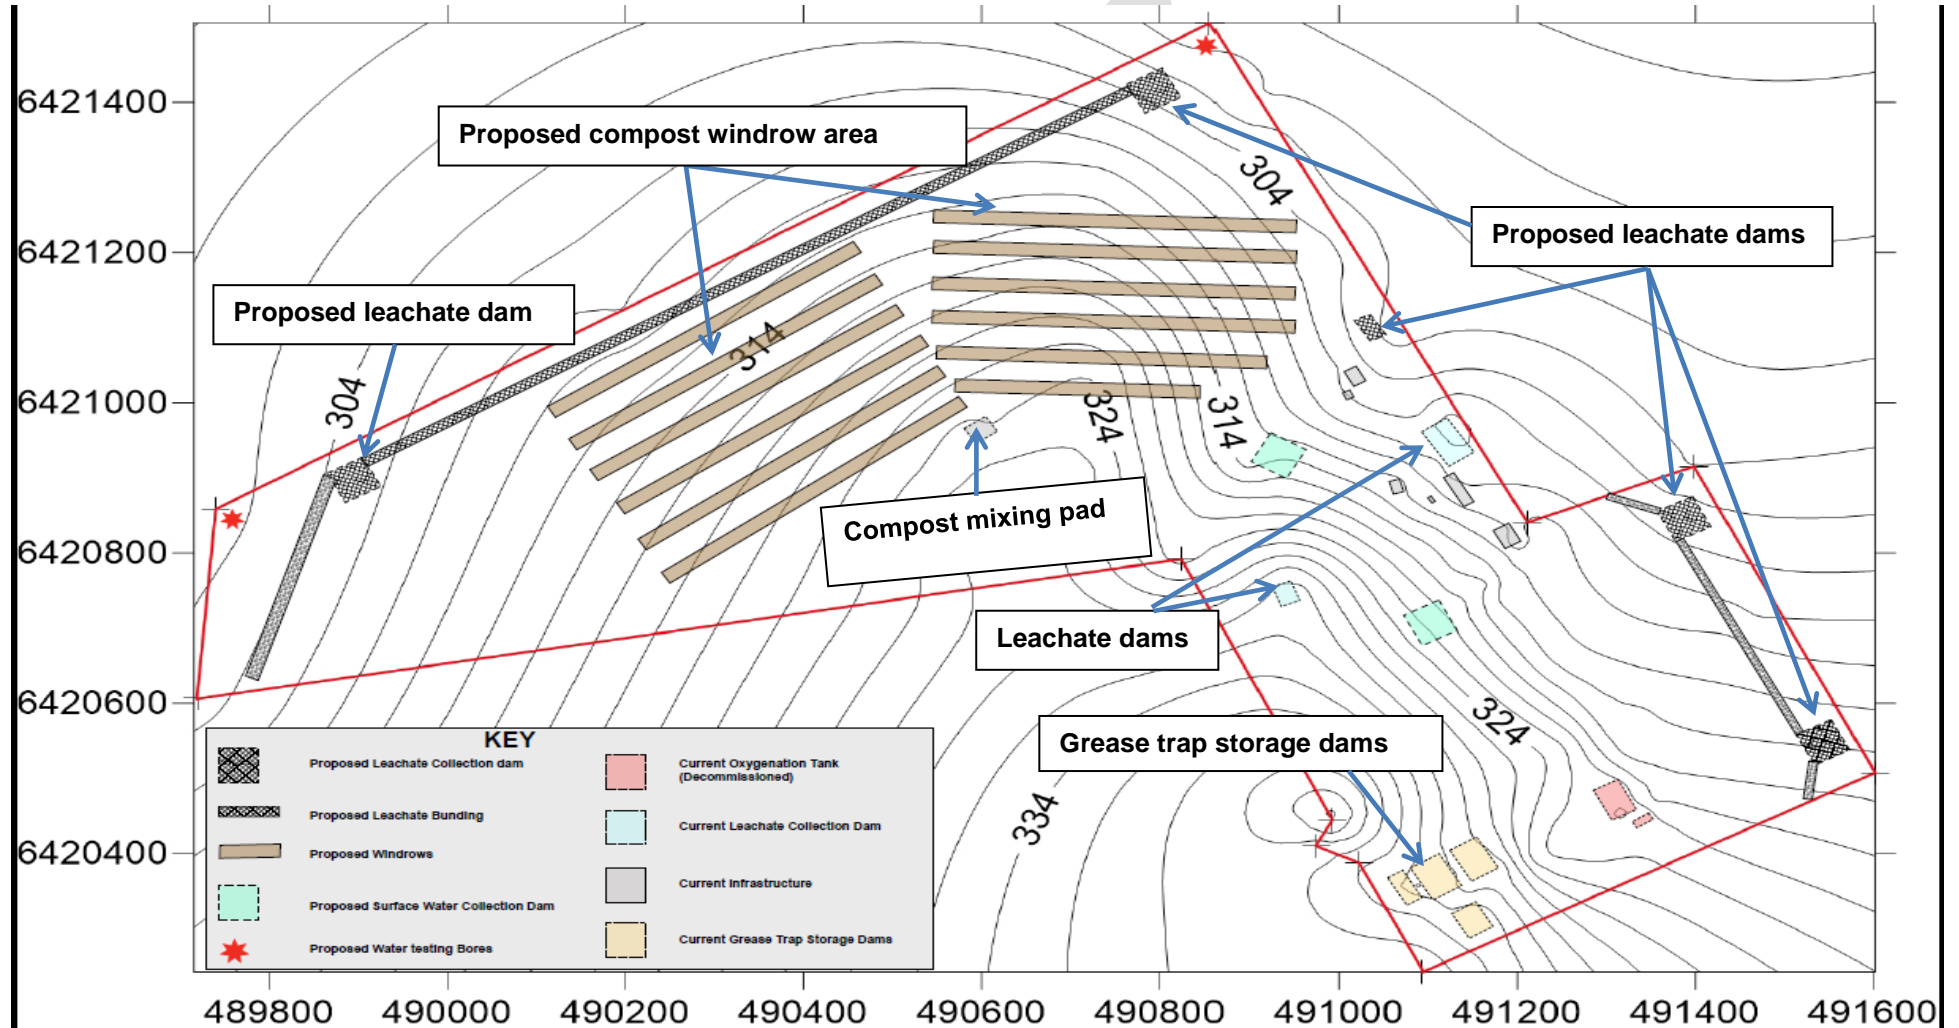 6421400
6421200
6421000
6420800
6420600
6420400
Proposed compost windrow area
Proposed leachate dams
Proposed leachate dam
304
304
314
324
314
Compost mixing pad
Leachate dams
Grease trap storage dams
324
334
KEY
Proposed Leachate Collection dam
Proposed Leachate Bunding
Proposed Windrows
Proposed Surface Water Collection Dam
Proposed Water testing Bores
Current Oxygenation Tank
(Decommissioned)
Current Leachate Collection Dam
Current Infrastructure
Current Grease Trap Storage Dams
489800 490000 490200 490400 490600 490800 491000 491200 491400 491600